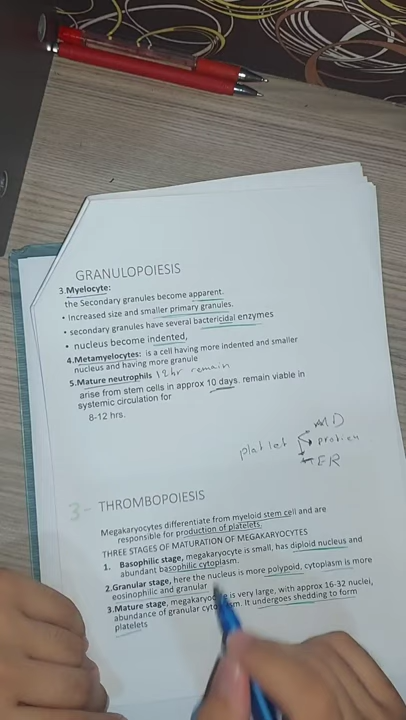 GRANULOPOIESIS
3.Myelocyte:
the Secondary granules become apparent.
• Increased size and smaller primary granules.
• secondary granules have several bactericidal enzymes
• nucleus become indented,
4.Metamyelocytes: is a cell having more indented and smaller
nucleus and having more granule
5.Mature neutrophils 12hr remain
arise from stem cells in approx 10 days. remain viable in
systemic circulation for
8-12 hrs.
MD
platelet protien
ER
3- THROMBOPOIESIS
Megakaryocytes differentiate from myeloid stem cell and are
responsible for production of platelets.
THREE STAGES OF MATURATION OF MEGAKARYOCYTES
1. Basophilic stage, megakaryocyte is small, has diploid nucleus and
abundant basophilic cytoplasm.
2.Granular stage, here the nucleus is more polypoid, cytoplasm is more
eosinophilic and granular
3.Mature stage, megakaryocyte is very large, with approx 16-32 nuclei,
abundance of granular cytoplasm. It undergoes shedding to form
platelets